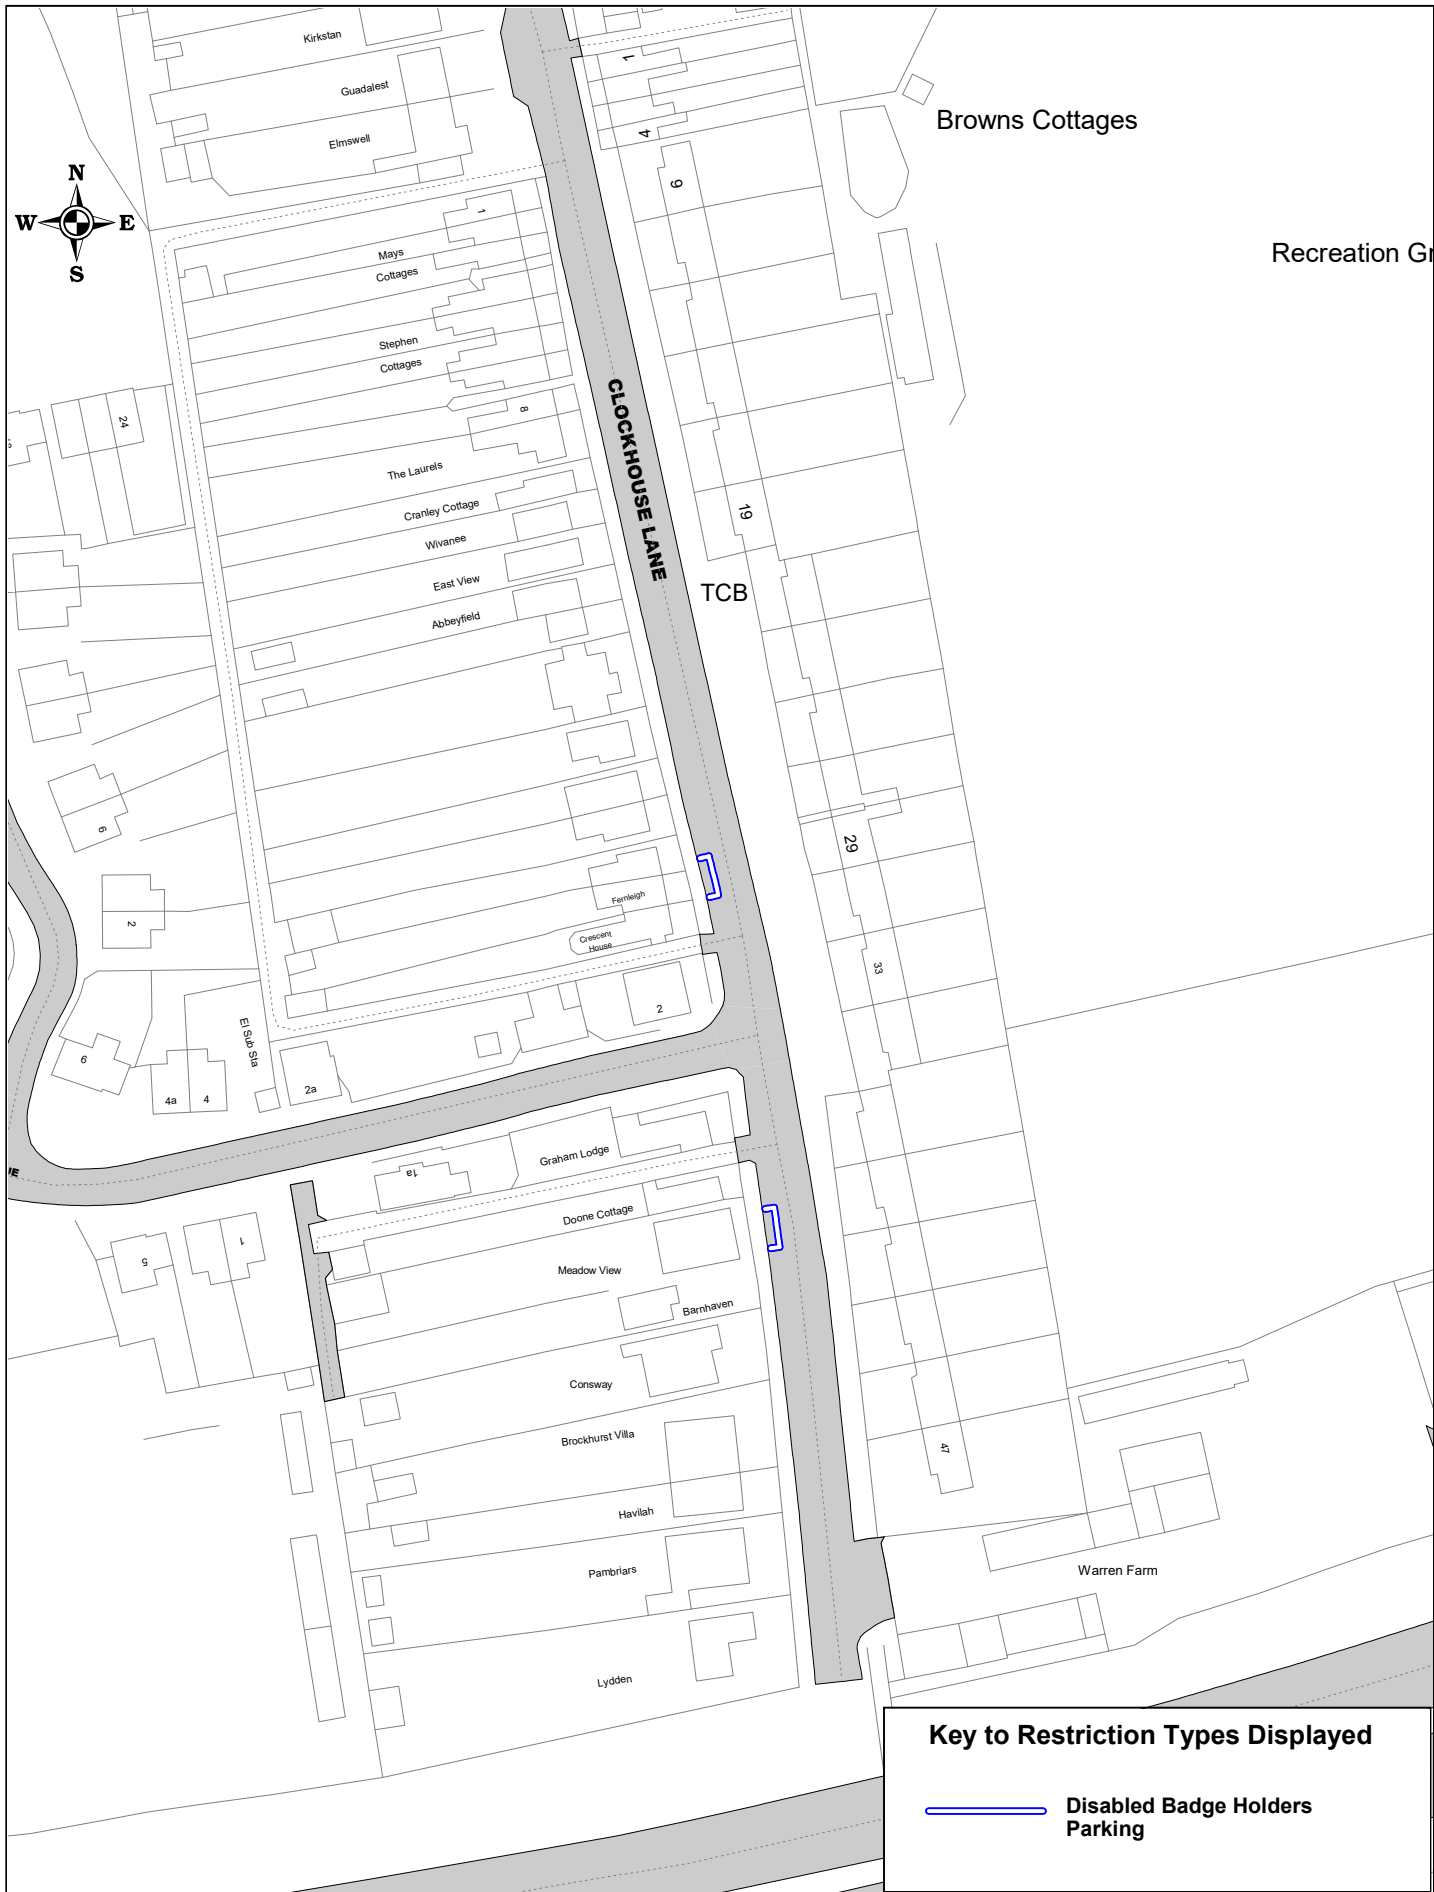 Kirkstan
Guadalest
Elmswell
1
4
9
Browns Cottages
N
W E
S
Recreation Gr
1
Mays
Cottages
Stephen
Cottages
24
8
CLOCKHOUSE LANE
The Laurels
Cranley Cottage
Wivanee
East View
Abbeyfield
19
TCB
6
29
2
Fernleigh
Crescent
House
33
2
El Sub Sta
6
4a
4
2a
1a
Graham Lodge
Doone Cottage
5
1
Meadow View
Barnhaven
Consway
Brockhurst Villa
47
Havilah
Pambriars
Warren Farm
Lydden
Key to Restriction Types Displayed
Disabled Badge Holders
Parking